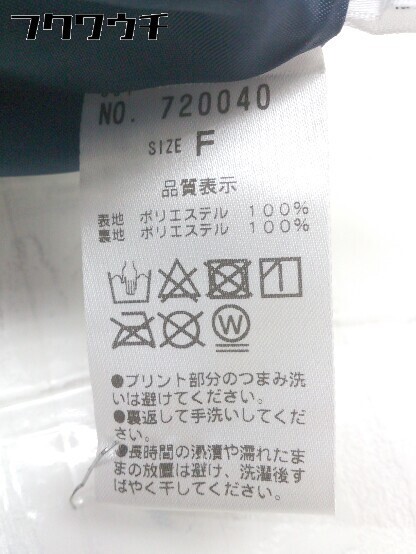 フクウクチ
NO. 720040
SIZE F
品質表示
表地 ポリエステル 100%
裏地 ポリエステル 100%
W
●プリント部分のつまみ洗
いは避けてください。
●裏返して手洗いしてくだ
さい。
●長時間の浸漬や濡れたま
まの放置は避け、洗濯後す
ばやく干してください。